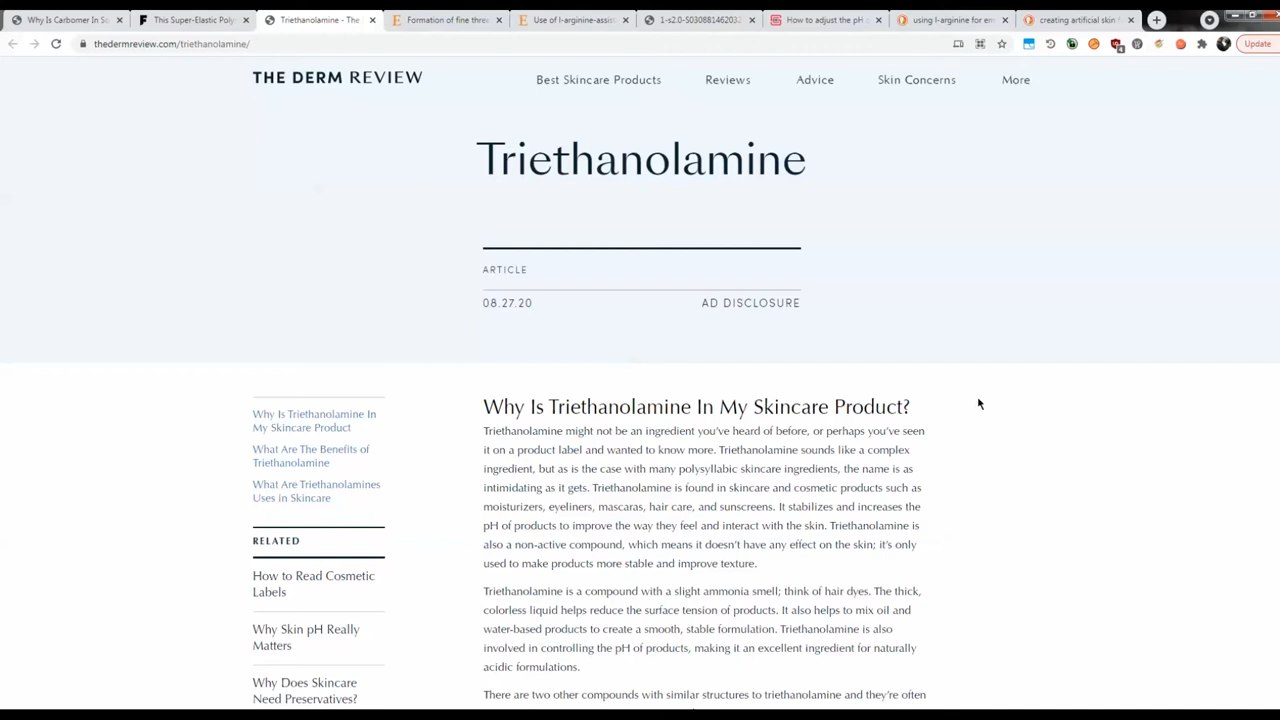 Why Is Carbomer In So
This Super-Elastic Poly
Triethanolamine - The
Formation of fine three
Use of l-arginine-assist
1-s2.0-S03088146203
How to adjust the pH o
using l-arginine for em
creating artificial skin f
thedermreview.com/triethanolamine/
Update
THE DERM REVIEW
Best Skincare Products
Reviews
Advice
Skin Concerns
More
Triethanolamine
ARTICLE
08.27.20
AD DISCLOSURE
Why Is Triethanolamine In
My Skincare Product
What Are The Benefits of
Triethanolamine
What Are Triethanolamines
Uses in Skincare
RELATED
How to Read Cosmetic
Labels
Why Skin pH Really
Matters
Why Does Skincare
Need Preservatives?
Why Is Triethanolamine In My Skincare Product?
Triethanolamine might not be an ingredient you've heard of before, or perhaps you've seen
it on a product label and wanted to know more. Triethanolamine sounds like a complex
ingredient, but as is the case with many polysyllabic skincare ingredients, the name is as
intimidating as it gets. Triethanolamine is found in skincare and cosmetic products such as
moisturizers, eyeliners, mascaras, hair care, and sunscreens. It stabilizes and increases the
pH of products to improve the way they feel and interact with the skin. Triethanolamine is
also a non-active compound, which means it doesn't have any effect on the skin; it's only
used to make products more stable and improve texture.
Triethanolamine is a compound with a slight ammonia smell; think of hair dyes. The thick,
colorless liquid helps reduce the surface tension of products. It also helps to mix oil and
water-based products to create a smooth, stable formulation. Triethanolamine is also
involved in controlling the pH of products, making it an excellent ingredient for naturally
acidic formulations.
There are two other compounds with similar structures to triethanolamine and they're often